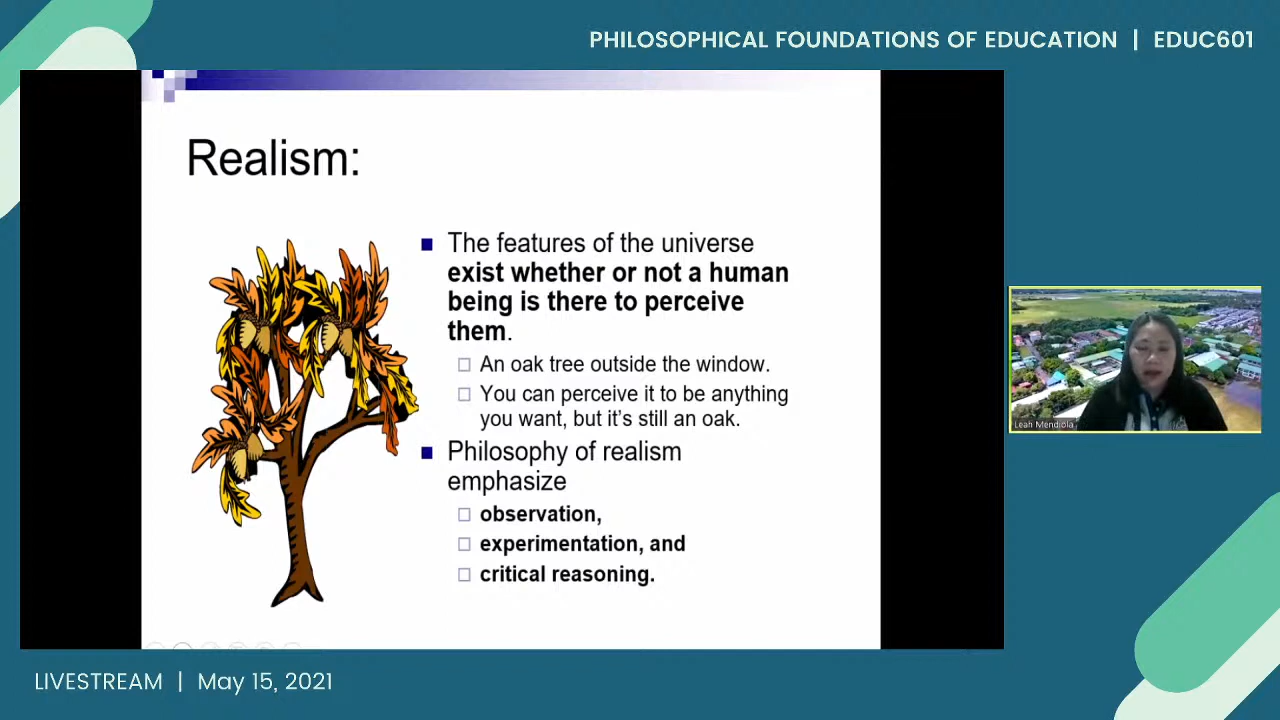 PHILOSOPHICAL FOUNDATIONS OF EDUCATION | EDUC601
Realism:
The features of the universe
exist whether or not a human
being is there to perceive
them.
An oak tree outside the window.
You can perceive it to be anything
you want, but it's still an oak.
Philosophy of realism
emphasize
observation,
experimentation, and
critical reasoning.
Leah Mendiola
LIVESTREAM | May 15, 2021